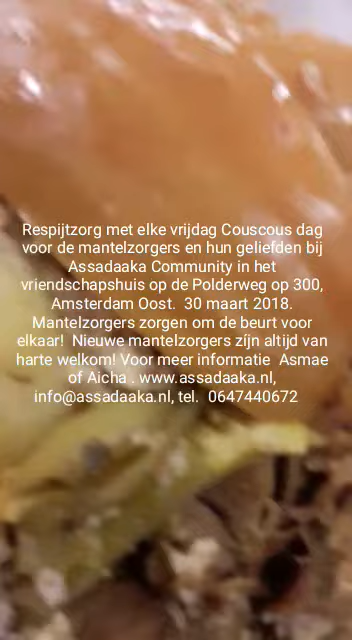 Respijtzorg met elke vrijdag Couscous dag
voor de mantelzorgers en hun geliefden bij
Assadaaka Community in het
vriendschapshuis op de Polderweg op 300,
Amsterdam Oost.  30 maart 2018.
Mantelzorgers zorgen om de beurt voor
elkaar!  Nieuwe mantelzorgers zíjn altijd van
harte welkom! Voor meer informatie  Asmae
of Aicha . www.assadaaka.nl,
info@assadaaka.nl, tel.  0647440672